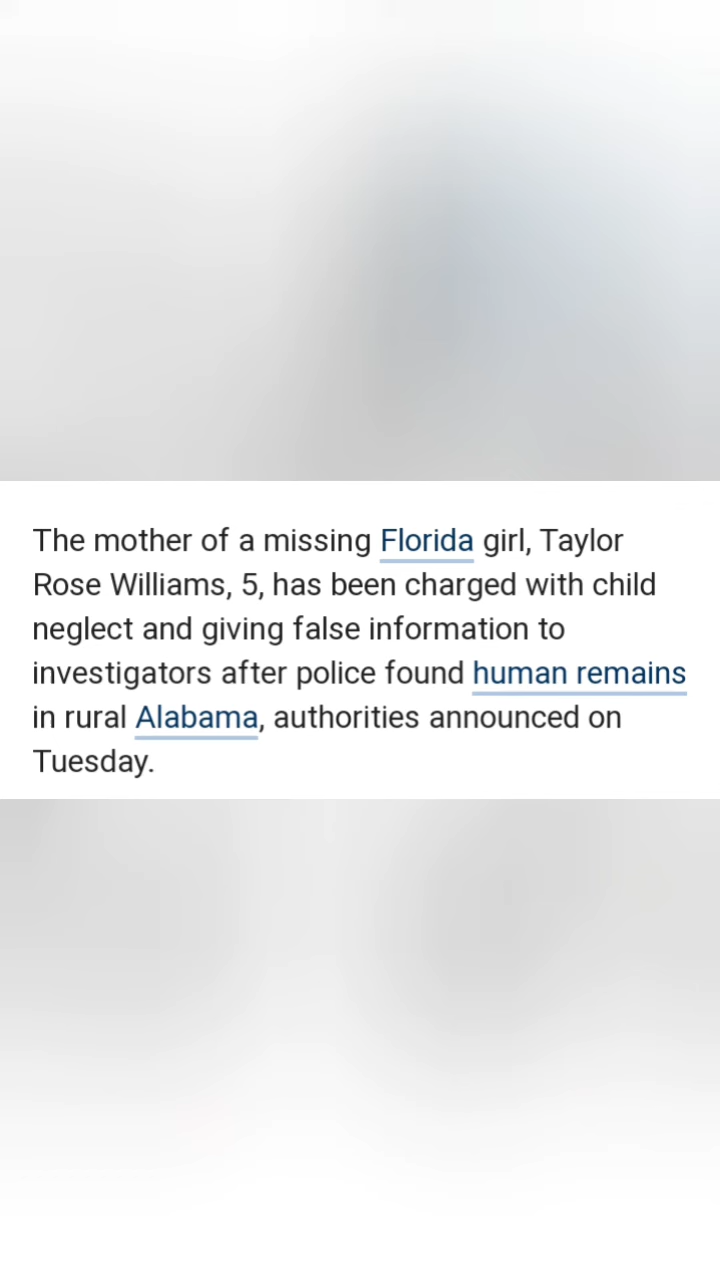 The mother of a missing Florida girl, Taylor
Rose Williams, 5, has been charged with child
neglect and giving false information to
investigators after police found human remains
in rural Alabama, authorities announced on
Tuesday.